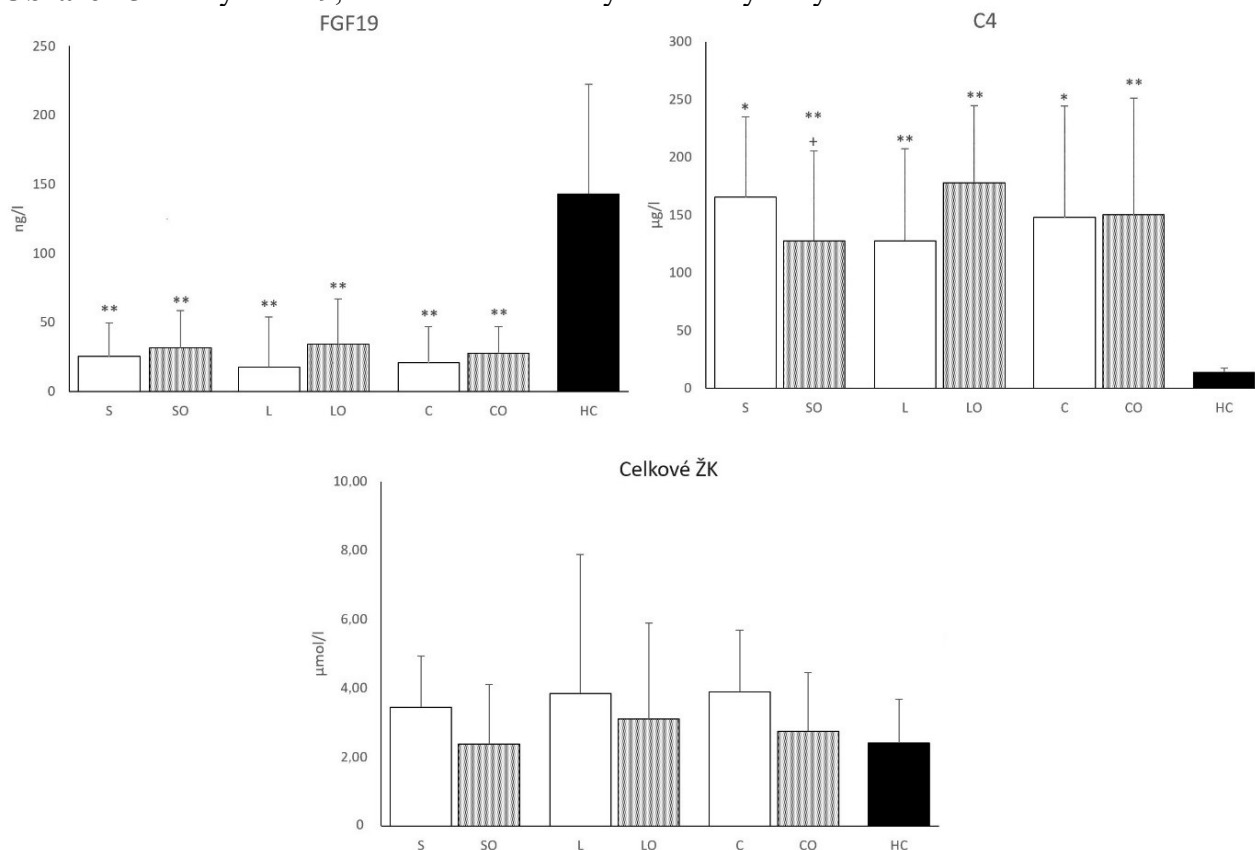 FGF19
250
200
150
100
50
0
ng/l
** ** ** ** ** **
S SO L LO C CO HC
C4
300
250
200
150
100
50
0
µg/l
* ** + ** ** * **
S SO L LO C CO HC
Celkové ŽK
10,00
8,00
6,00
4,00
2,00
0
µmol/l
S SO L LO C CO HC